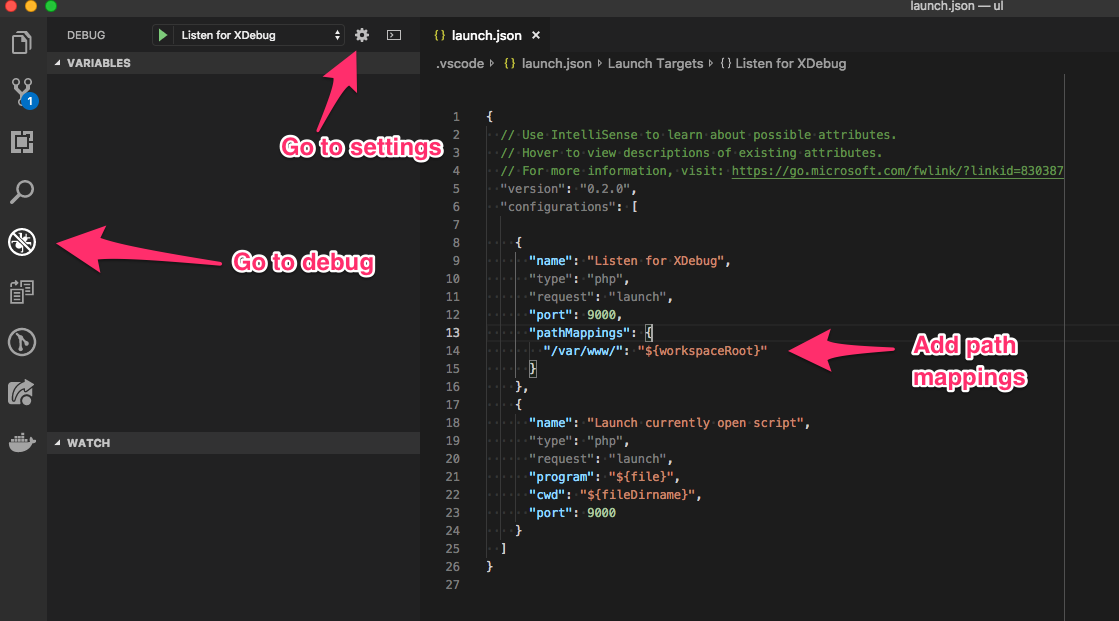 launch.json — ul
DEBUG
Listen for XDebug
{} launch.json ×
VARIABLES
.vscode › {} launch.json › Launch Targets › {} Listen for XDebug
1
Go to settings
Go to debug
WATCH
1 {
2 // Use IntelliSense to learn about possible attributes.
3 // Hover to view descriptions of existing attributes.
4 // For more information, visit: https://go.microsoft.com/fwlink/?linkid=830387
5 "version": "0.2.0",
6 "configurations": [
7
8 {
9 "name": "Listen for XDebug",
10 "type": "php",
11 "request": "launch",
12 "port": 9000,
13 "pathMappings": {
14 "/var/www/": "${workspaceRoot}"
15 }
16 },
17 {
18 "name": "Launch currently open script",
19 "type": "php",
20 "request": "launch",
21 "program": "${file}",
22 "cwd": "${fileDirname}",
23 "port": 9000
24 }
25 ]
26 }
27
Add path
mappings